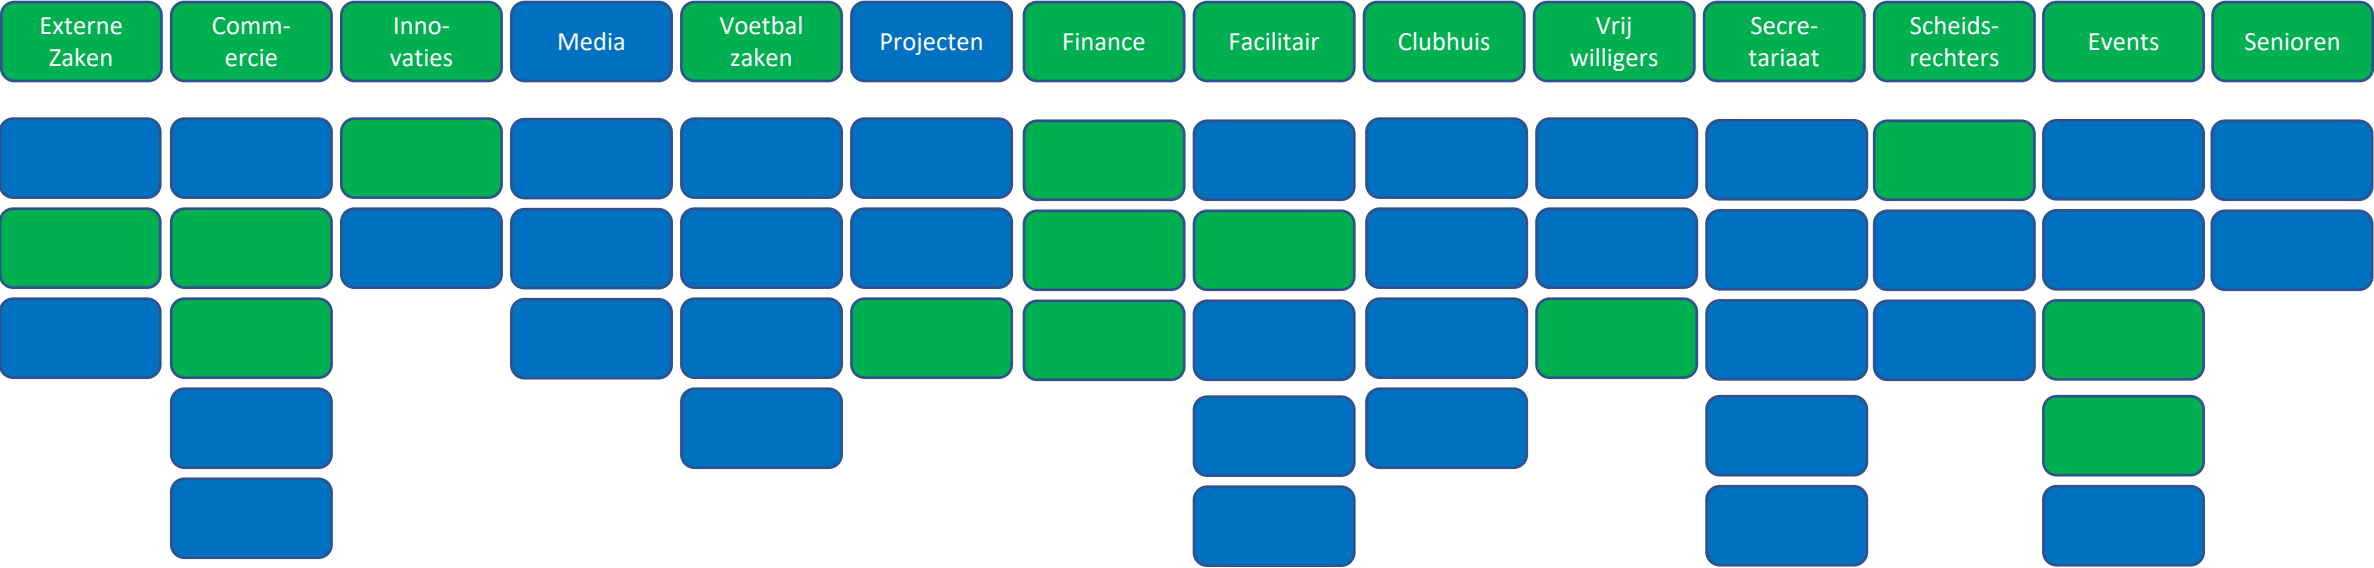 Externe
Zaken
Comm-
ercie
Inno-
vaties
Media
Voetbal
zaken
Projecten
Finance
Facilitair
Clubhuis
Vrij
willigers
Secre-
tariaat
Scheids-
rechters
Events
Senioren